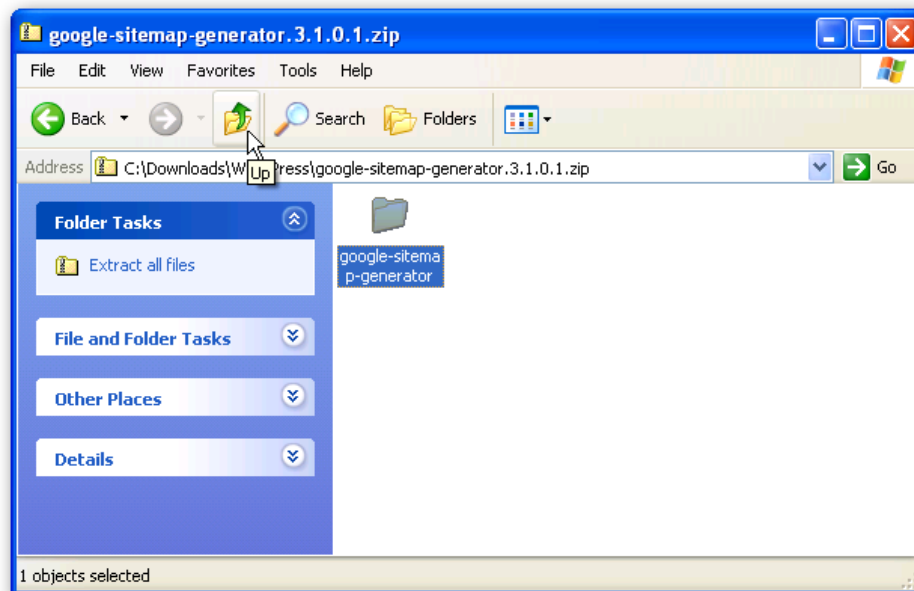 google-sitemap-generator.3.1.0.1.zip
File Edit View Favorites Tools Help
Back Search Folders
Address C:\Downloads\W Press\google-sitemap-generator.3.1.0.1.zip Go
Up
Folder Tasks
Extract all files
File and Folder Tasks
Other Places
Details
google-sitema
p-generator
1 objects selected